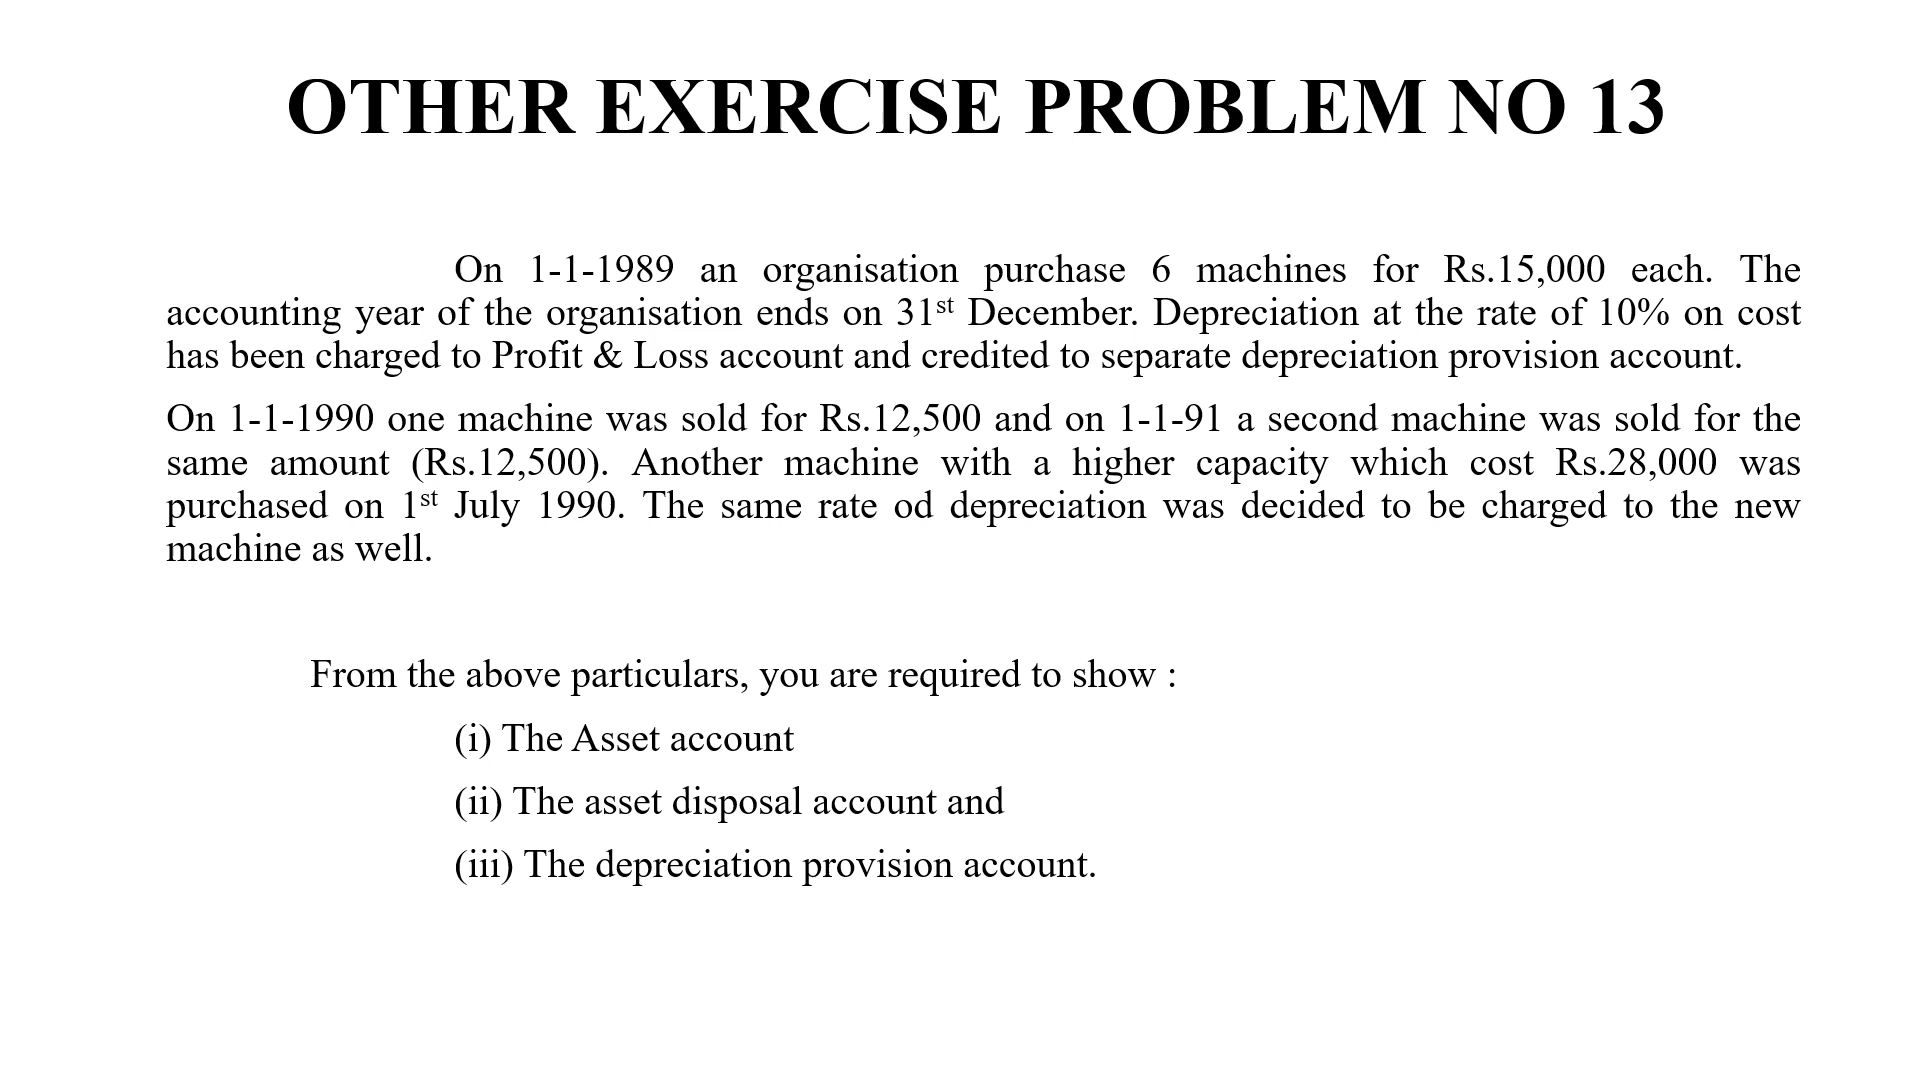 OTHER EXERCISE PROBLEM NO 13
On 1-1-1989 an organisation purchase 6 machines for Rs.15,000 each. The
accounting year of the organisation ends on 31st December. Depreciation at the rate of 10% on cost
has been charged to Profit & Loss account and credited to separate depreciation provision account.
On 1-1-1990 one machine was sold for Rs.12,500 and on 1-1-91 a second machine was sold for the
same amount (Rs.12,500). Another machine with a higher capacity which cost Rs.28,000 was
purchased on 1st July 1990. The same rate od depreciation was decided to be charged to the new
machine as well.
From the above particulars, you are required to show :
(i) The Asset account
(ii) The asset disposal account and
(iii) The depreciation provision account.